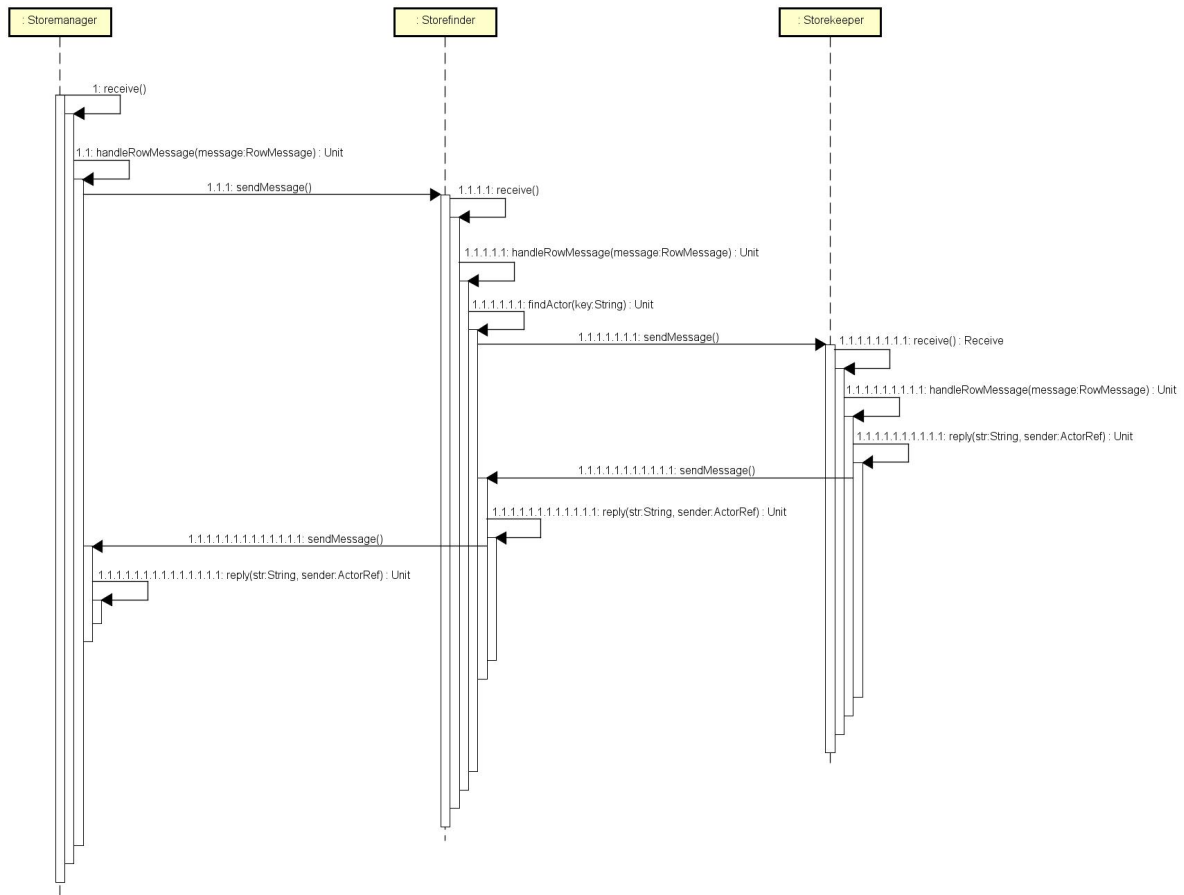 : Storemanager
: Storefinder
: Storekeeper
1: receive()
1.1: handleRowMessage(message:RowMessage) : Unit
1.1.1: sendMessage()
1.1.1.1: receive()
1.1.1.1.1: handleRowMessage(message:RowMessage) : Unit
1.1.1.1.1.1: findActor(key:String) : Unit
1.1.1.1.1.1.1: sendMessage()
1.1.1.1.1.1.1.1: receive() : Receive
1.1.1.1.1.1.1.1.1: handleRowMessage(message:RowMessage) : Unit
1.1.1.1.1.1.1.1.1.1: reply(str:String, sender:ActorRef) : Unit
1.1.1.1.1.1.1.1.1.1.1: sendMessage()
1.1.1.1.1.1.1.1.1.1.1.1: reply(str:String, sender:ActorRef) : Unit
1.1.1.1.1.1.1.1.1.1.1.1.1: sendMessage()
1.1.1.1.1.1.1.1.1.1.1.1.1.1: reply(str:String, sender:ActorRef) : Unit